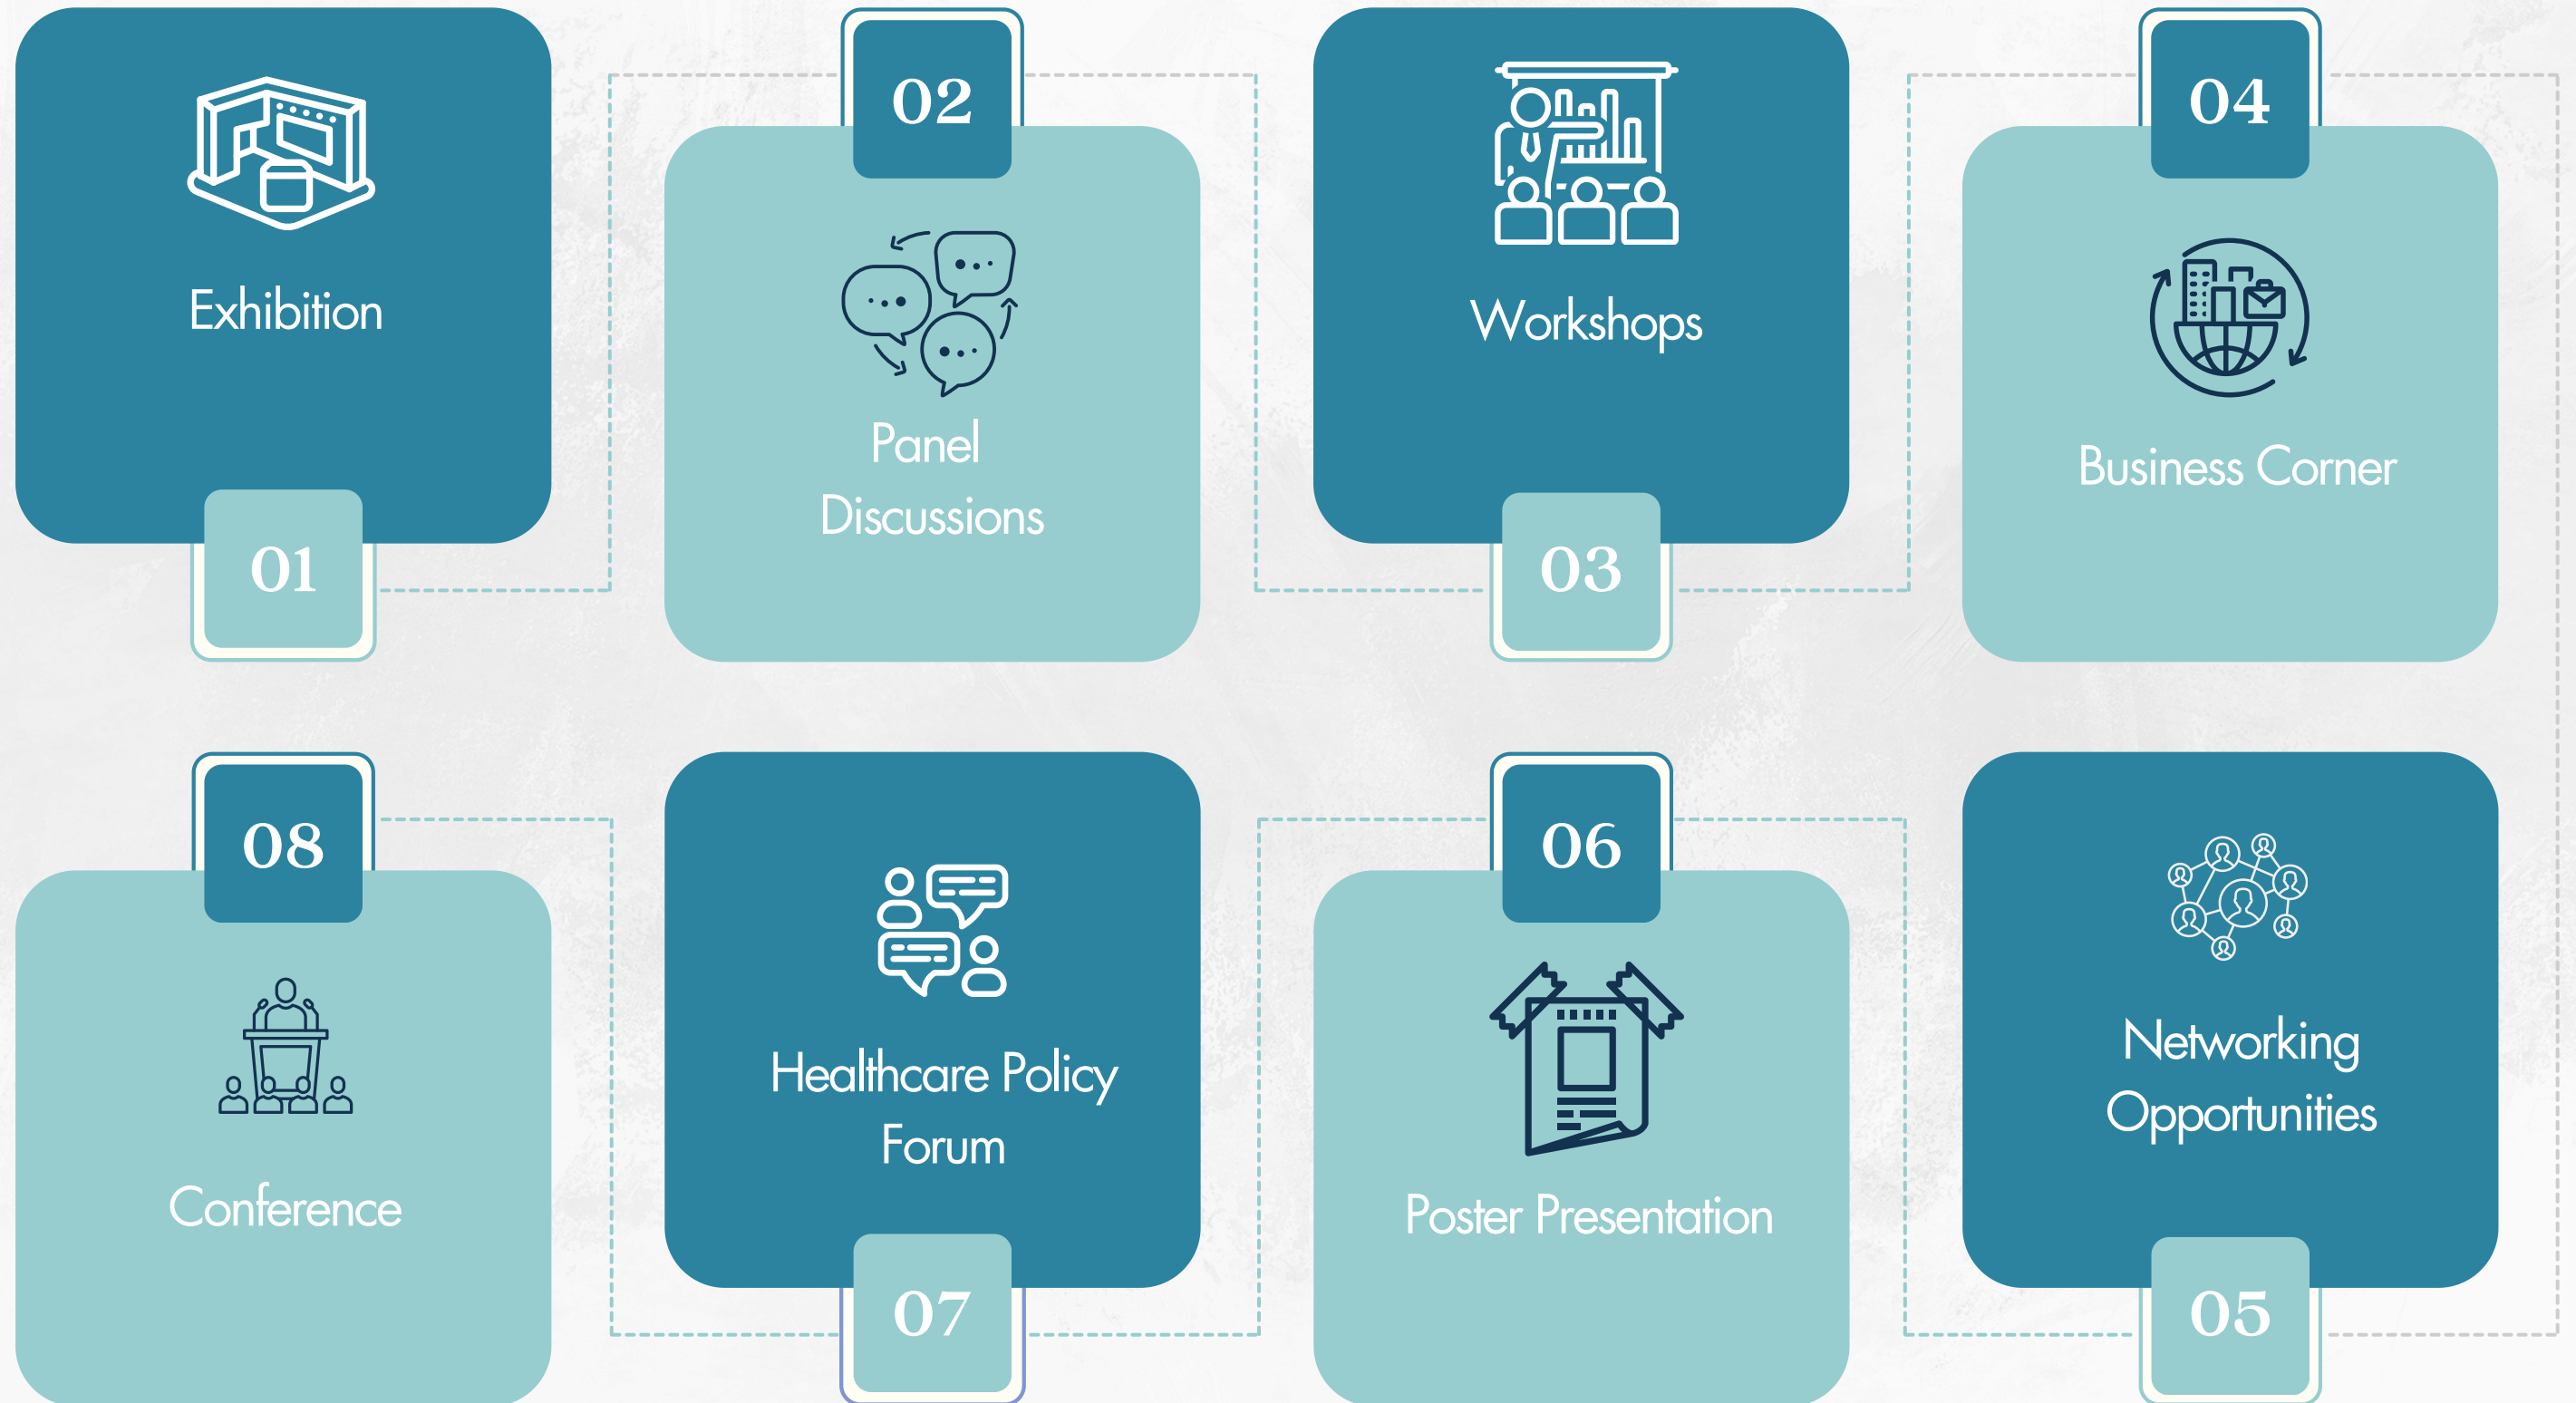 01
Exhibition
02
Panel
Discussions
03
Workshops
04
Business Corner
05
Networking
Opportunities
06
Poster Presentation
07
Healthcare Policy
Forum
08
Conference